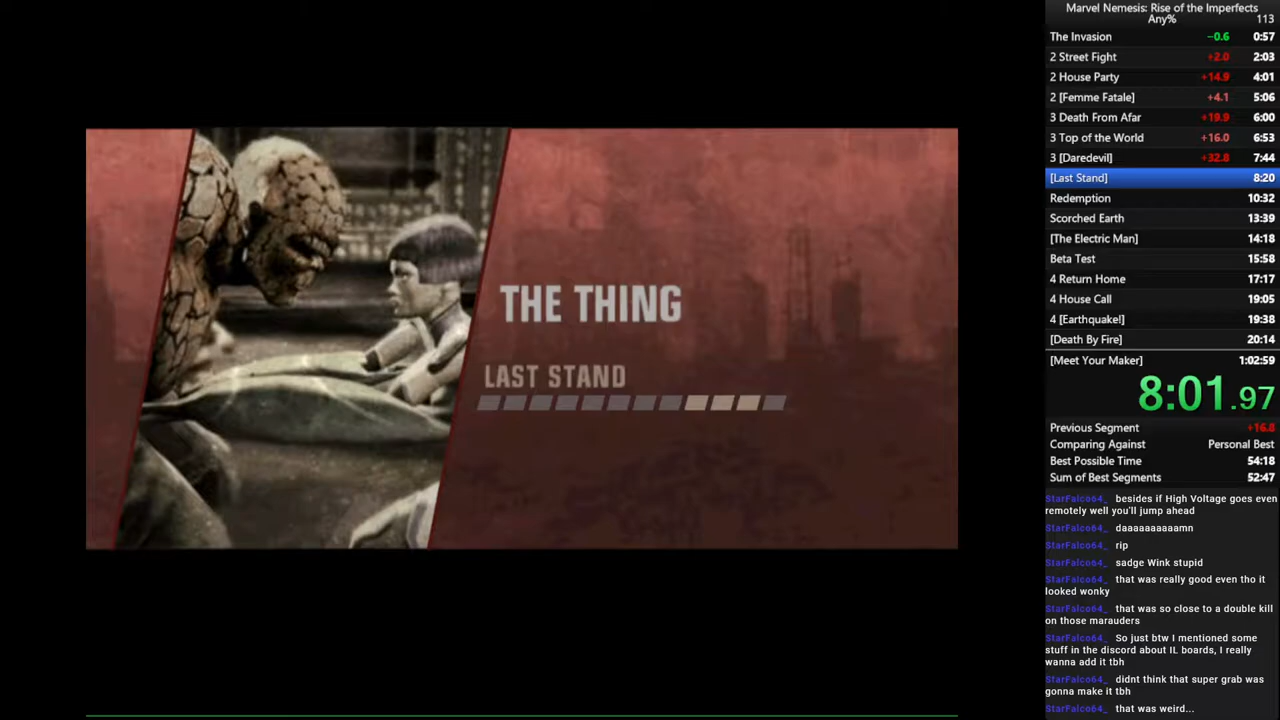 THE THING
LAST STAND
Marvel Nemesis: Rise of the Imperfects
Any% 113
The Invasion −0.6 0:57
2 Street Fight +2.0 2:03
2 House Party +14.9 4:01
2 [Femme Fatale] +4.1 5:06
3 Death From Afar +19.9 6:00
3 Top of the World +16.0 6:53
3 [Daredevil] +32.8 7:44
[Last Stand] 8:20
Redemption 10:32
Scorched Earth 13:39
[The Electric Man] 14:18
Beta Test 15:58
4 Return Home 17:17
4 House Call 19:05
4 [Earthquake!] 19:38
[Death By Fire] 20:14
[Meet Your Maker] 1:02:59
8:01.97
Previous Segment +16.8
Comparing Against Personal Best
Best Possible Time 54:18
Sum of Best Segments 52:47
StarFalco64_ besides if High Voltage goes even
remotely well you'll jump ahead
StarFalco64_ daaaaaaaaaamn
StarFalco64_ rip
StarFalco64_ sadge Wink stupid
StarFalco64_ that was really good even tho it
looked wonky
StarFalco64_ that was so close to a double kill
on those marauders
StarFalco64_ So just btw I mentioned some
stuff in the discord about IL boards, I really
wanna add it tbh
StarFalco64_ didnt think that super grab was
gonna make it tbh
StarFalco64_ that was weird...